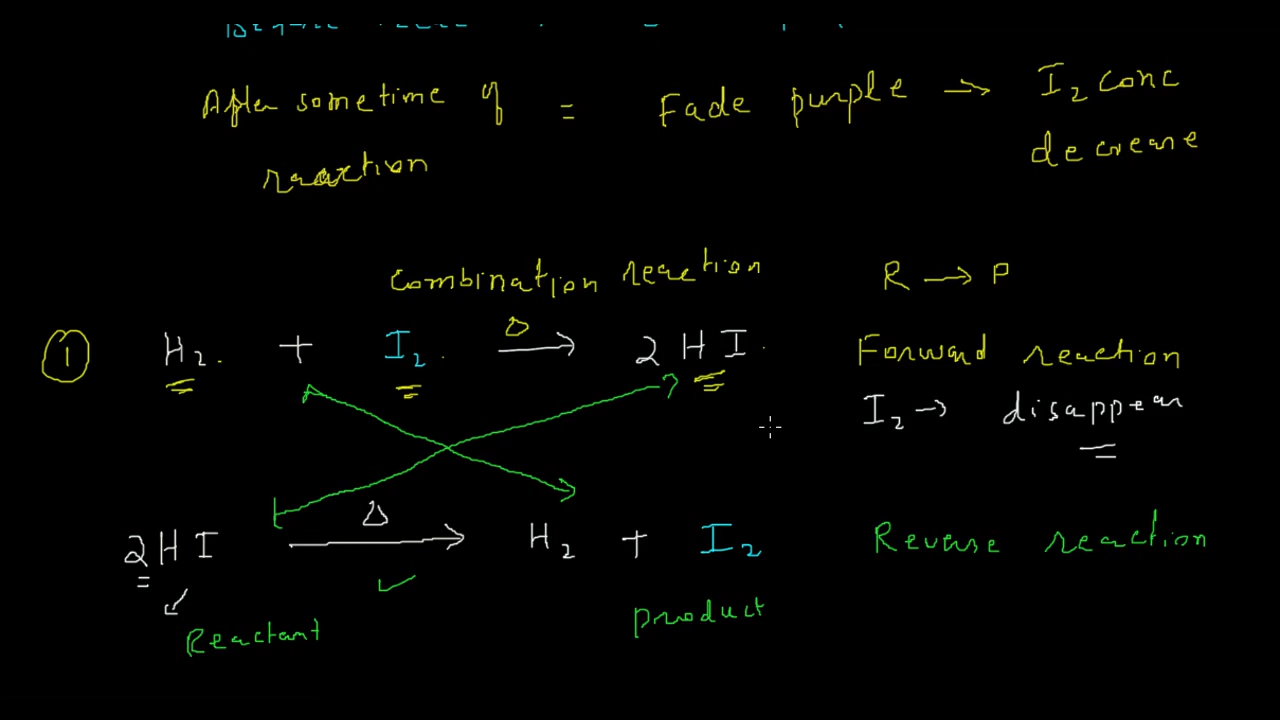 After sometime of = Fade purple → I₂ conc
reaction decrease
Combination reaction R → P
① H₂ + I₂ Δ→ 2HI Forward reaction
I₂ → disappear
2HI Δ→ H₂ + I₂ Reverse reaction
Reactant product